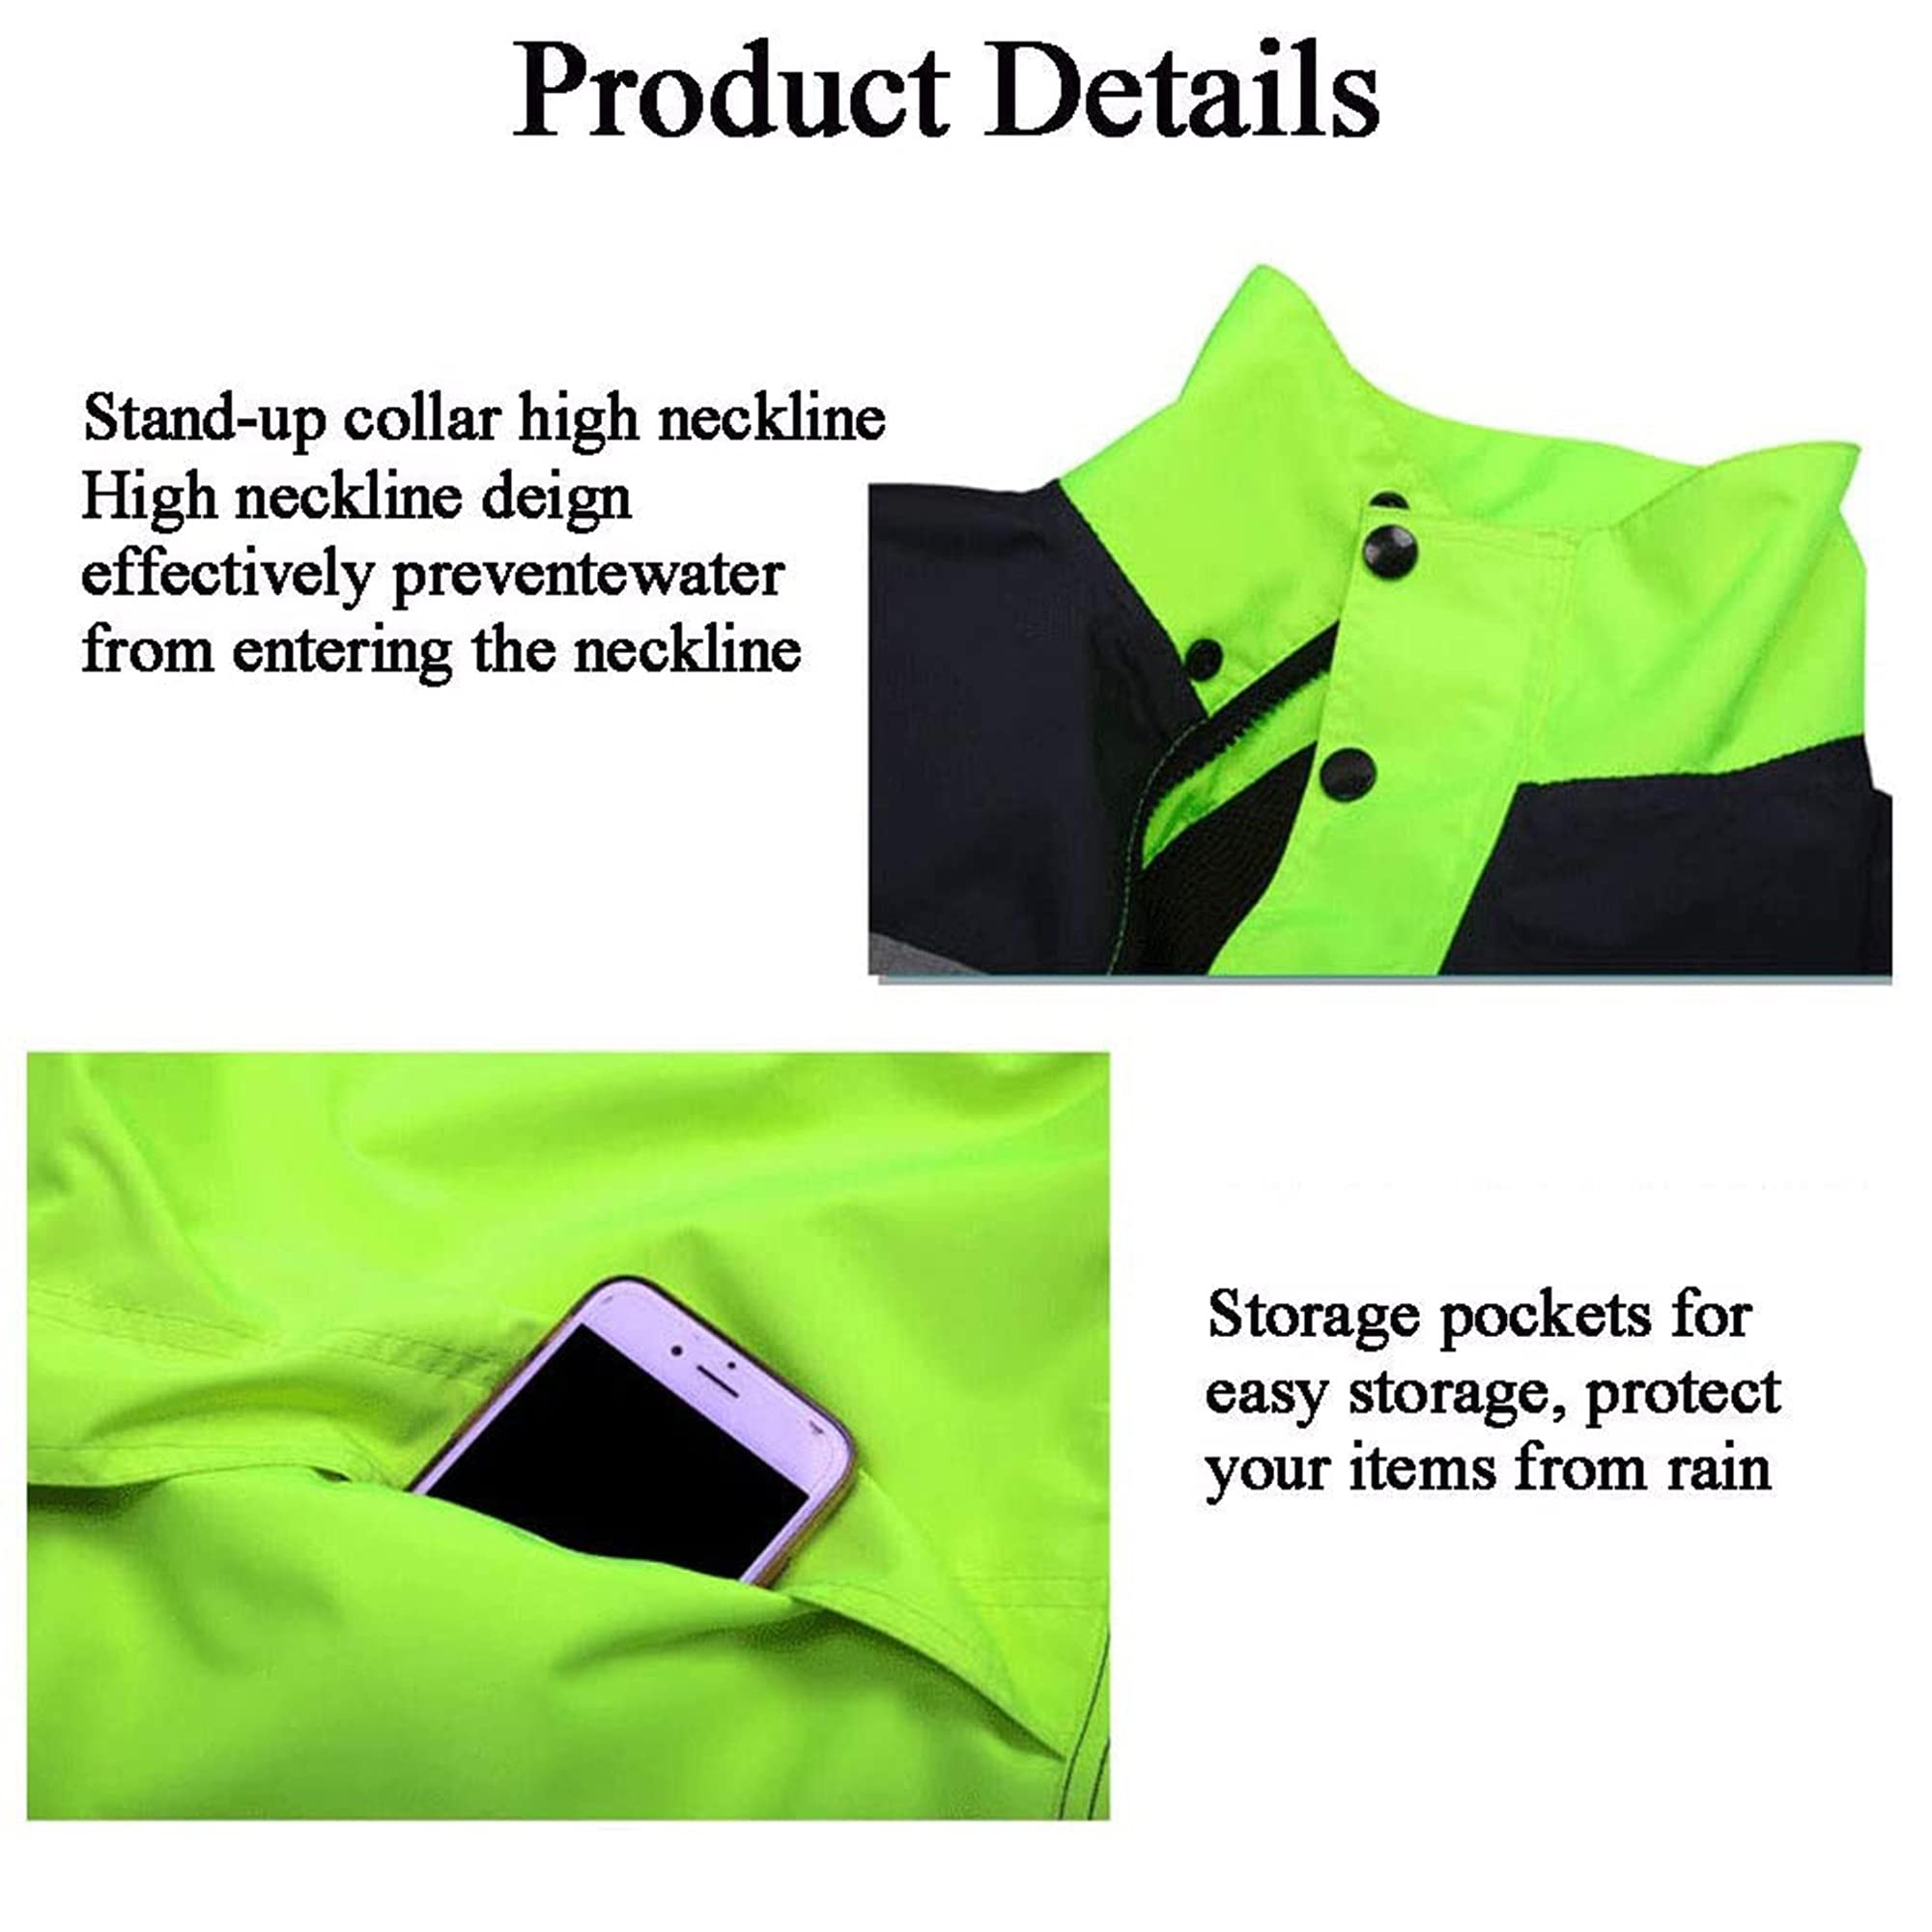 Product Details
Stand-up collar high neckline
High neckline deign
effectively preventewater
from entering the neckline
Storage pockets for
easy storage, protect
your items from rain